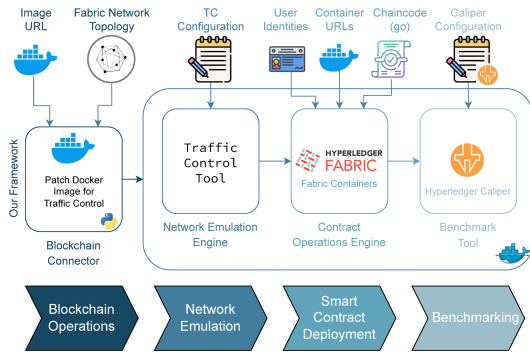 Image
URL
Fabric Network
Topology
TC
Configuration
User
Identities
Container
URLs
Chaincode
(go)
Caliper
Configuration
Our Framework
Patch Docker
Image for
Traffic Control
Blockchain
Connector
Traffic
Control
Tool
Network Emulation
Engine
HYPERLEDGER
FABRIC
Fabric Containers
Contract
Operations Engine
Hyperledger Caliper
Benchmark
Tool
Blockchain
Operations
Network
Emulation
Smart
Contract
Deployment
Benchmarking